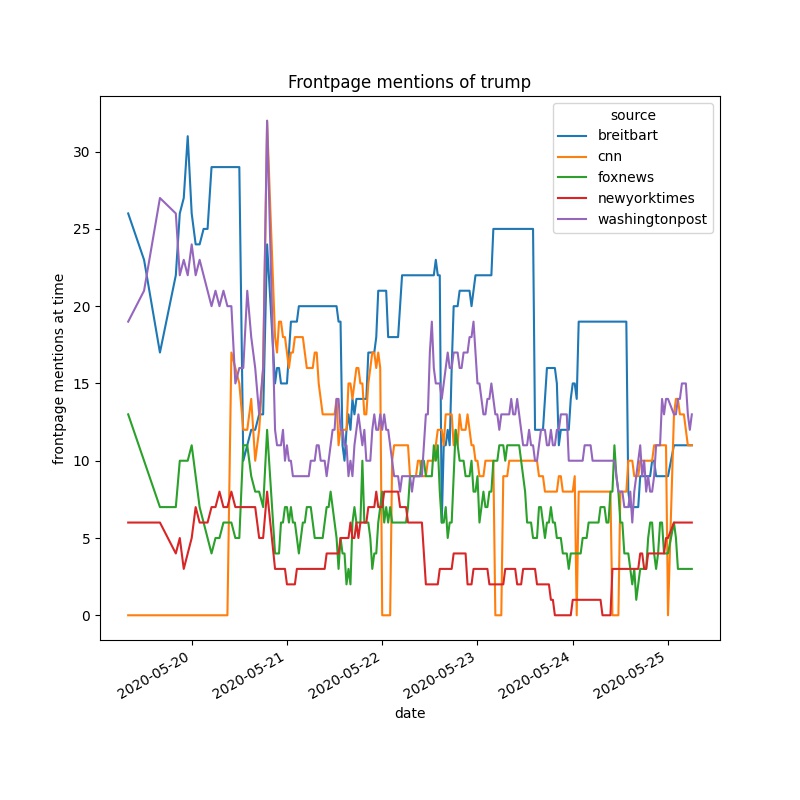 Frontpage mentions of trump
source
breitbart
cnn
foxnews
newyorktimes
washingtonpost
frontpage mentions at time
30
25
20
15
10
5
0
2020-05-20
2020-05-21
2020-05-22
2020-05-23
2020-05-24
2020-05-25
date